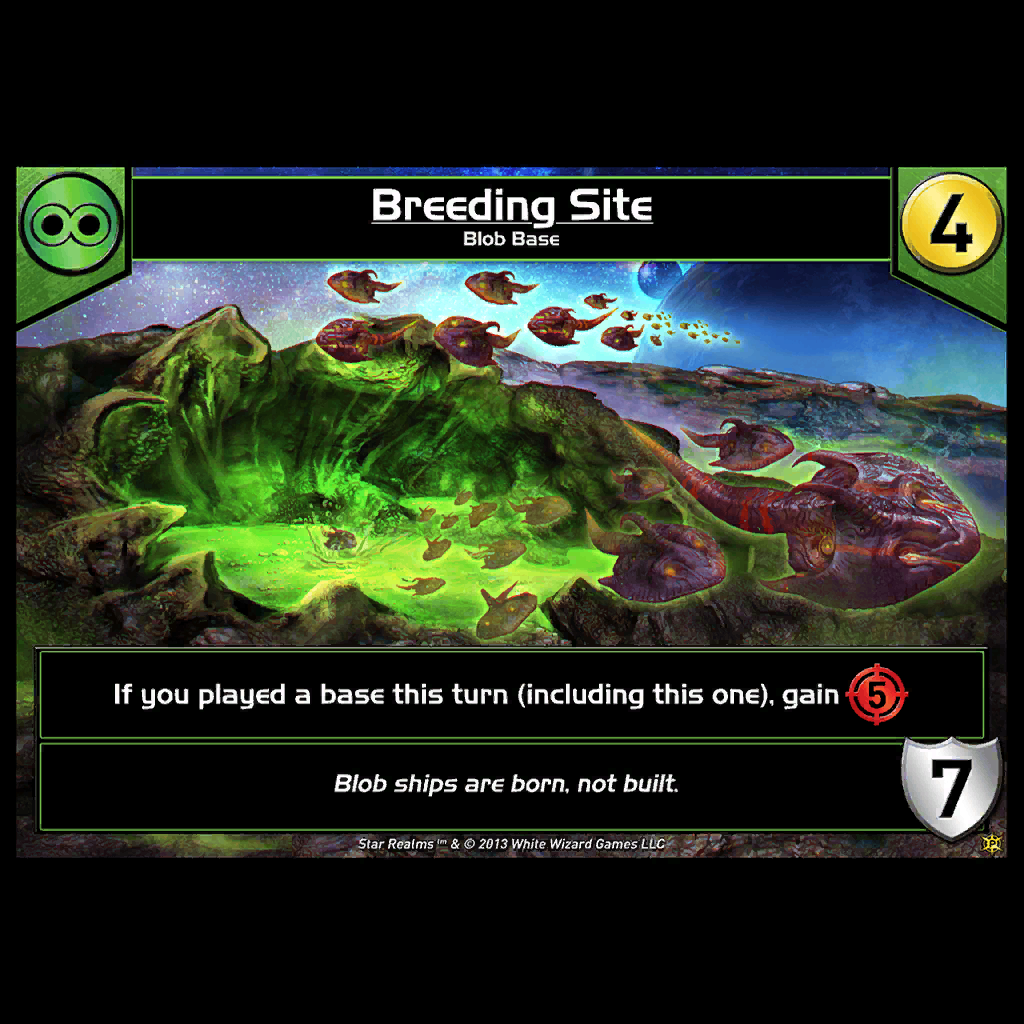 Breeding Site
4
Blob Base
If you played a base this turn (including this one), gain 5
Blob ships are born, not built.
7
Star Realms™ & © 2013 White Wizard Games LLC
P